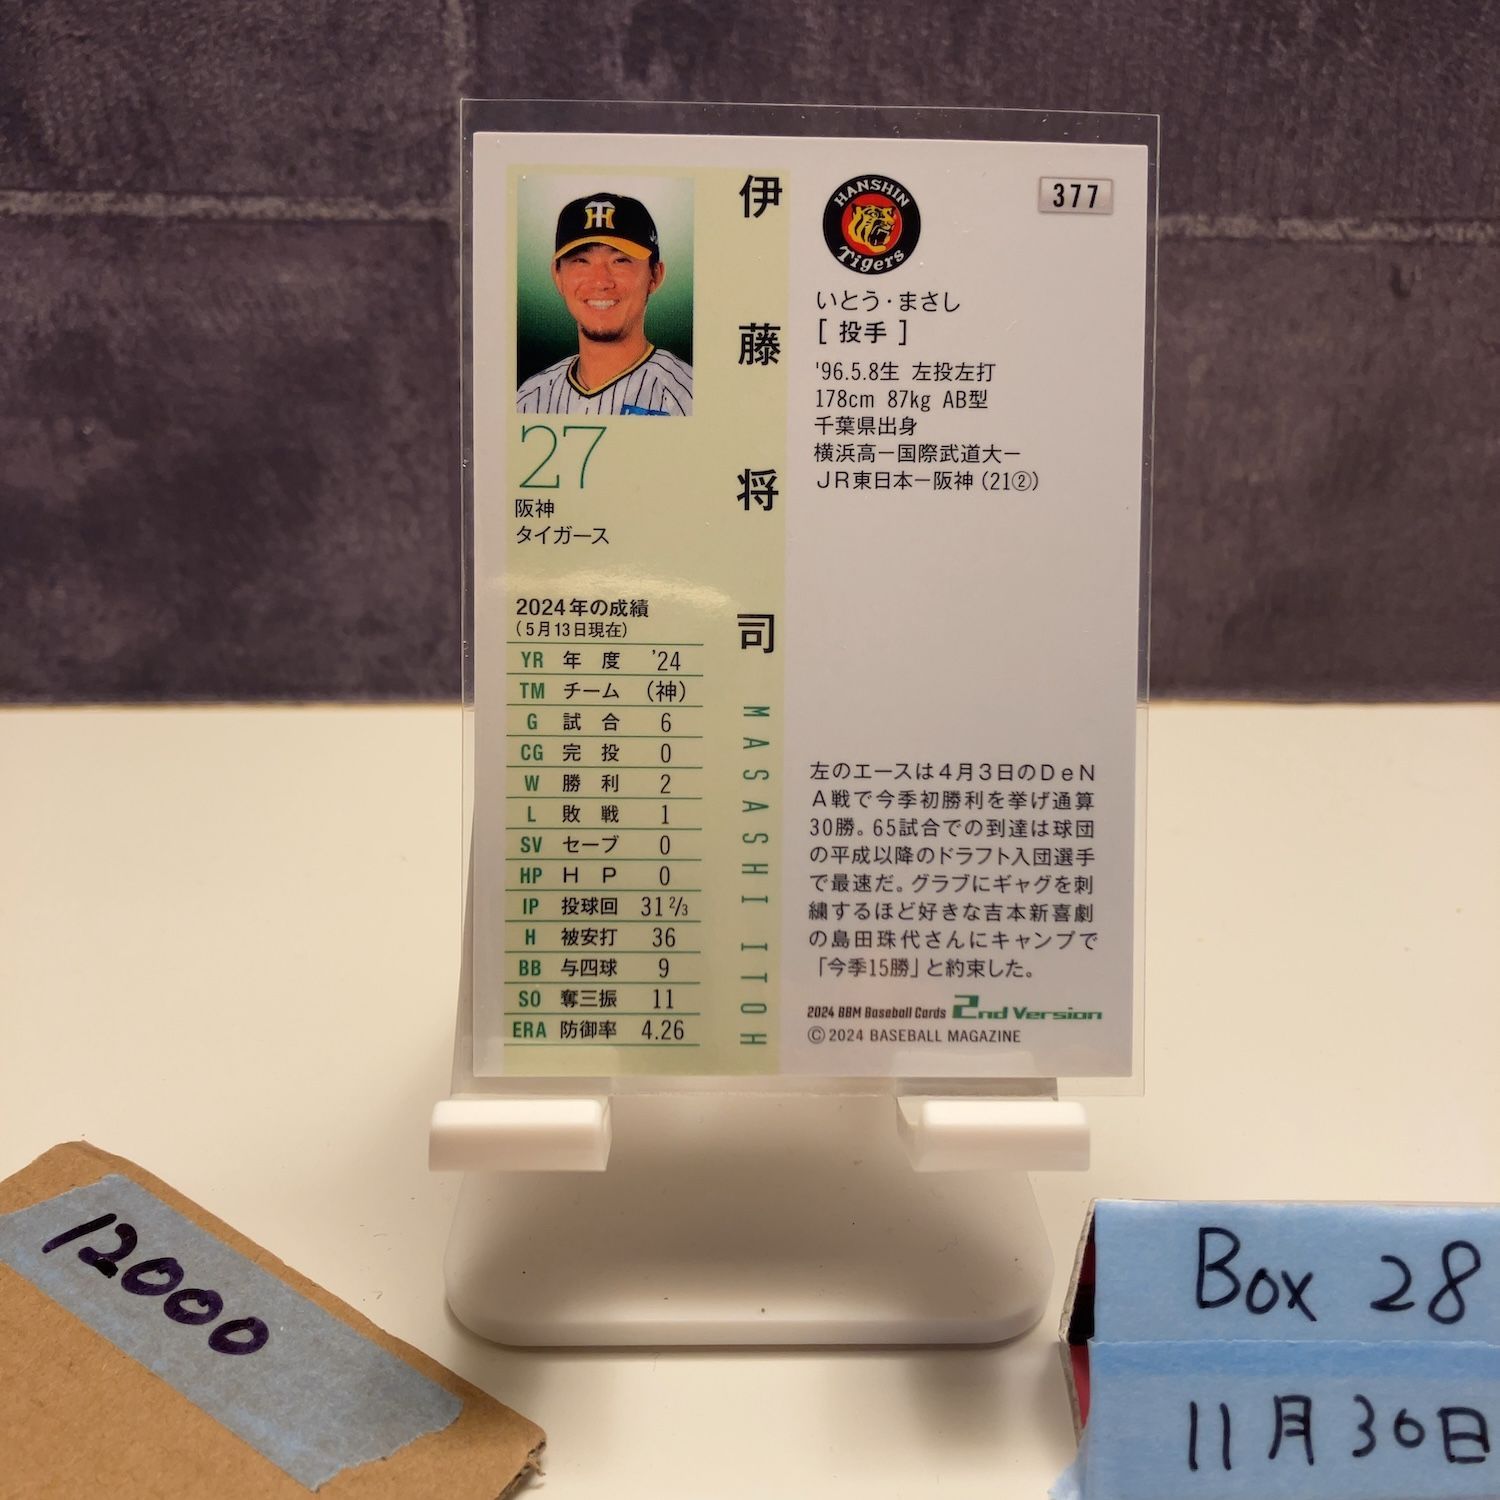 伊藤将司
MASASHI ITOH
27
阪神
タイガース
2024年の成績
(5月13日現在)
YR 年度 '24
TM チーム (神)
G 試合 6
CG 完投 0
W 勝利 2
L 敗戦 1
SV セーブ 0
HP HP 0
IP 投球回 31 2/3
H 被安打 36
BB 与四球 9
SO 奪三振 11
ERA 防御率 4.26
HANSHIN
Tigers
377
いとう・まさし
[投手]
'96.5.8生 左投左打
178cm 87kg AB型
千葉県出身
横浜高ー国際武道大ー
JR東日本ー阪神(21②)
左のエースは4月3日のDeN
A戦で今季初勝利を挙げ通算
30勝。65試合での到達は球団
の平成以降のドラフト入団選手
で最速だ。グラブにギャグを刺
繍するほど好きな吉本新喜劇
の島田珠代さんにキャンプで
「今季15勝」と約束した。
2024 BBM Baseball Cards 2nd Version
© 2024 BASEBALL MAGAZINE
12000
Box 28
11月30日